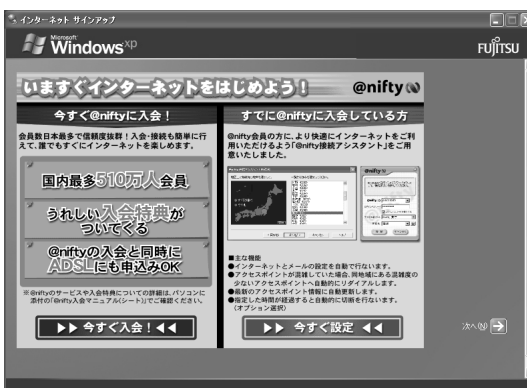 インターネット サインアップ
Microsoft
Windows xp
FUJITSU
いますぐインターネットをはじめよう！
@nifty
今すぐ@niftyに入会！
会員数日本最多で信頼度抜群！入会・接続も簡単に行
えて、誰でもすぐにインターネットを楽しめます。
国内最多510万人会員
うれしい入会特典が
ついてくる
@niftyの入会と同時に
ADSLにも申込みOK
※@niftyのサービスや入会特典についての詳細は、パソコンに
添付の「@nifty入会マニュアル(シート)」でご確認ください。
▶▶ 今すぐ入会！◀◀
すでに@niftyに入会している方
@nifty会員の方に、より快適にインターネットをご利
用いただけるよう「@nifty接続アシスタント」をご用
意いたしました。
@nifty
■主な機能
●インターネットとメールの設定を自動で行ないます。
●アクセスポイントが混雑していた場合、同地域にある混雑度の
少ないアクセスポイントへ自動的にリダイアルします。
●最新のアクセスポイント情報に自動更新します。
●指定した時間が経過すると自動的に切断を行ないます。
（オプション選択）
▶▶ 今すぐ設定 ◀◀
次へ(N)